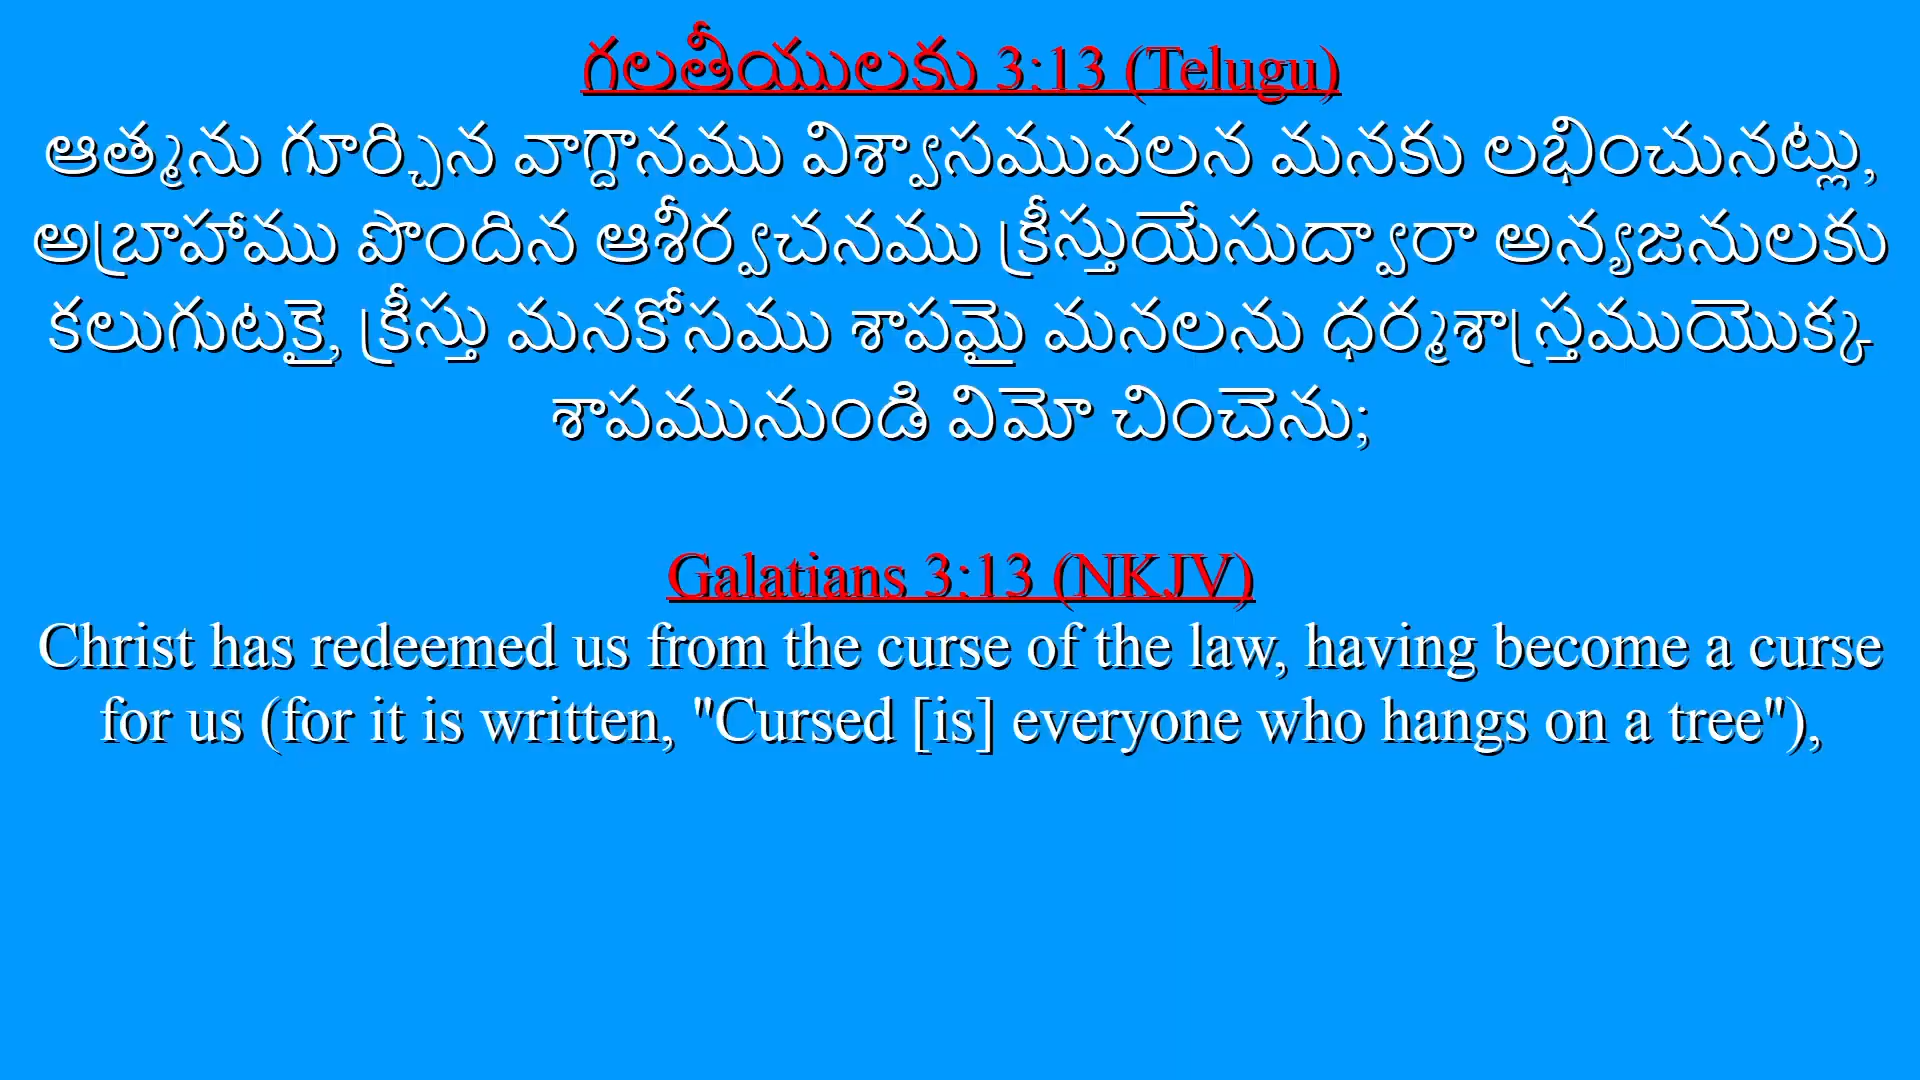 గలతీయులకు 3:13 (Telugu)
ఆత్మను గూర్చిన వాగ్దానము విశ్వాసమువలన మనకు లభించునట్లు,
అబ్రాహాము పొందిన ఆశీర్వచనము క్రీస్తుయేసుద్వారా అన్యజనులకు
కలుగుటకై, క్రీస్తు మనకోసము శాపమై మనలను ధర్మశాస్త్రముయొక్క
శాపమునుండి విమో చించెను;
Galatians 3:13 (NKJV)
Christ has redeemed us from the curse of the law, having become a curse
for us (for it is written, "Cursed [is] everyone who hangs on a tree"),